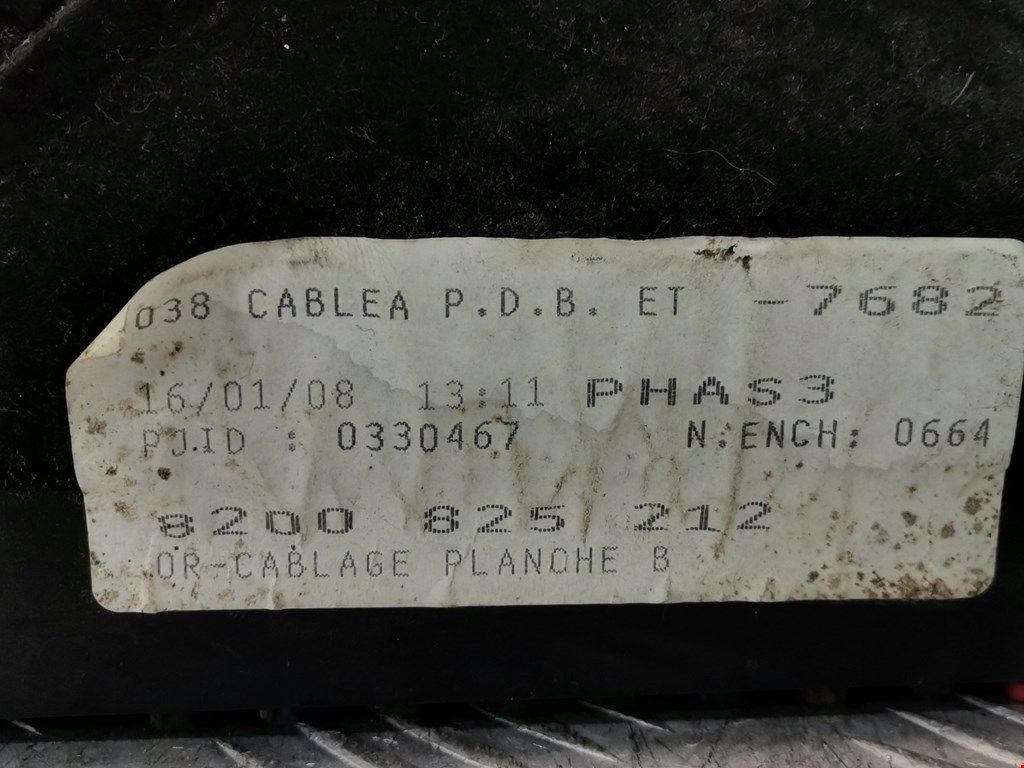 038 CABLEA P.D.B. ET -7682
16/01/08 13:11 PHAS3
PJID : 0330467 N.ENCH: 0664
8200 825 212
OR-CABLAGE PLANCHE B